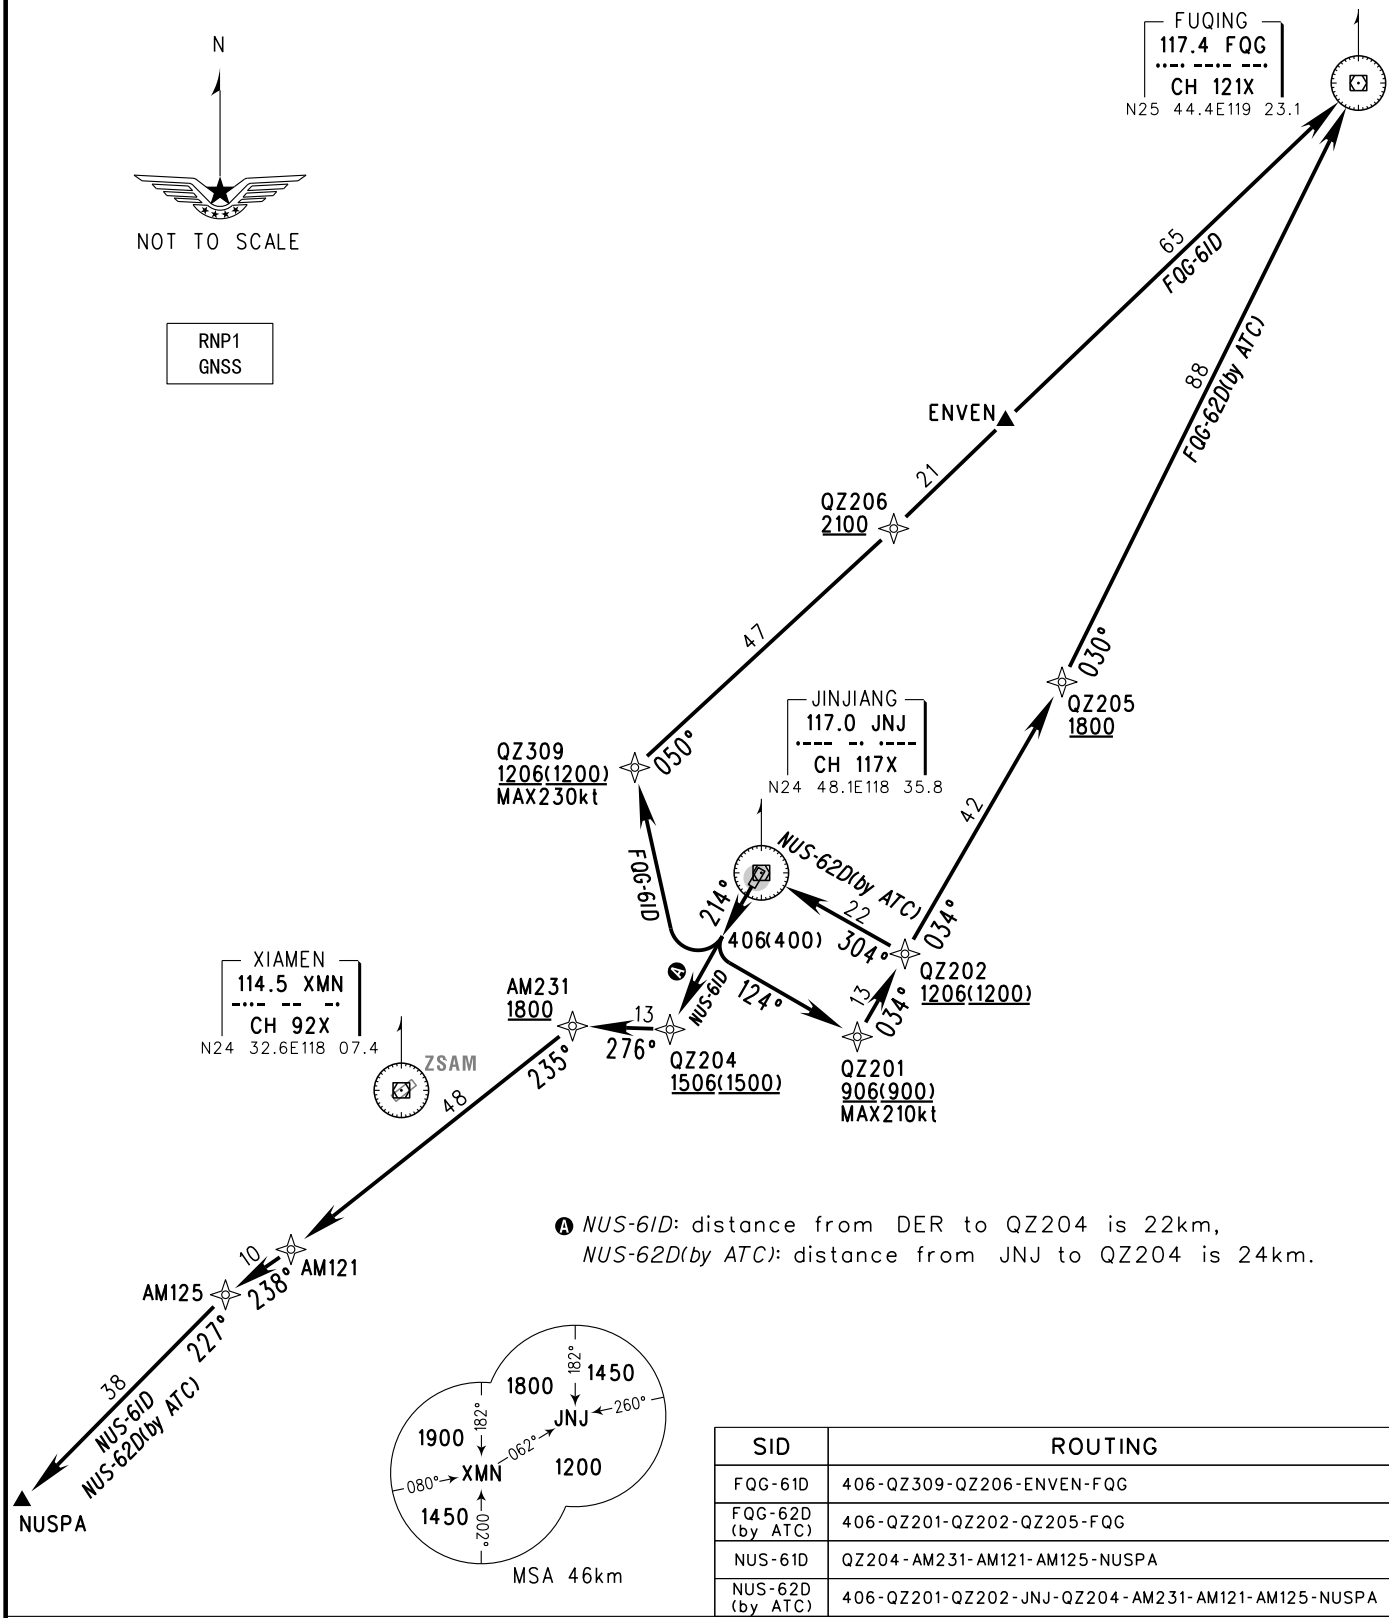 FUQING
117.4 FQG
CH 121X
N25 44.4E119 23.1
N
NOT TO SCALE
RNP1
GNSS
65
FQG-61D
88
FQG-62D(by ATC)
ENVEN
21
QZ206
2100
47
030°
QZ205
1800
JINJIANG
117.0 JNJ
CH 117X
N24 48.1E118 35.8
QZ309
1206(1200)
MAX230kt
050°
42
NUS-62D(by ATC)
FQG-61D
214°
22
304°
034°
406(400)
QZ202
1206(1200)
XIAMEN
114.5 XMN
CH 92X
N24 32.6E118 07.4
ZSAM
AM231
1800
A
NUS-61D
124°
13
034°
13
276°
QZ204
1506(1500)
QZ201
906(900)
MAX210kt
235°
48
A NUS-61D: distance from DER to QZ204 is 22km,
NUS-62D(by ATC): distance from JNJ to QZ204 is 24km.
10
AM121
AM125
238°
227°
38
NUS-61D
NUS-62D(by ATC)
NUSPA
182°
1450
1800
JNJ
260°
1900
182°
062°
080°
XMN
1200
1450
002°
MSA 46km
SID ROUTING
FQG-61D 406-QZ309-QZ206-ENVEN-FQG
FQG-62D
(by ATC) 406-QZ201-QZ202-QZ205-FQG
NUS-61D QZ204-AM231-AM121-AM125-NUSPA
NUS-62D
(by ATC) 406-QZ201-QZ202-JNJ-QZ204-AM231-AM121-AM125-NUSPA